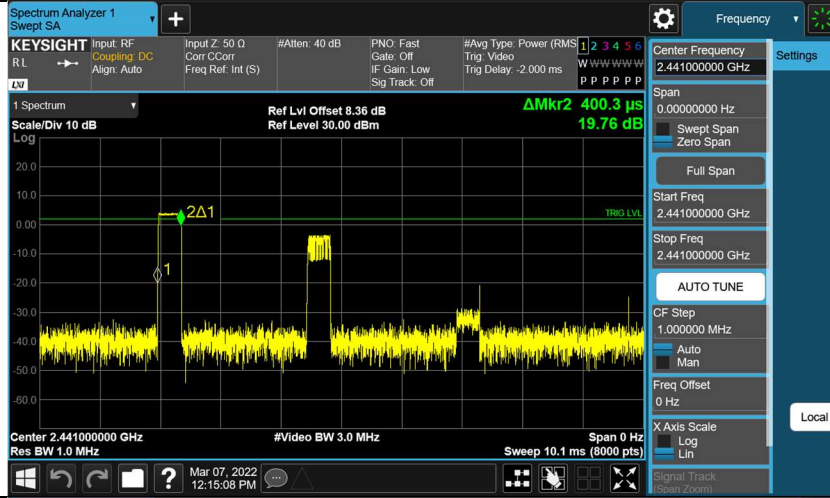 Spectrum Analyzer 1
Swept SA
Frequency
KEYSIGHT
RL
LXI
Input: RF
Coupling: DC
Align: Auto
Input Z: 50 Ω
Corr CCorr
Freq Ref: Int (S)
#Atten: 40 dB
PNO: Fast
Gate: Off
IF Gain: Low
Sig Track: Off
#Avg Type: Power (RMS
Trig: Video
Trig Delay: -2.000 ms
1 2 3 4 5 6
W W W W W W
P P P P P P
1 Spectrum
Scale/Div 10 dB
Log
Ref Lvl Offset 8.36 dB
Ref Level 30.00 dBm
ΔMkr2 400.3 µs
19.76 dB
20.0
10.0
0.00
-10.0
-20.0
-30.0
-40.0
-50.0
-60.0
2Δ1
1
TRIG LVL
Center 2.441000000 GHz
Res BW 1.0 MHz
#Video BW 3.0 MHz
Span 0 Hz
Sweep 10.1 ms (8000 pts)
?
Mar 07, 2022
12:15:08 PM
Center Frequency
2.441000000 GHz
Span
0.00000000 Hz
Swept Span
Zero Span
Full Span
Start Freq
2.441000000 GHz
Stop Freq
2.441000000 GHz
AUTO TUNE
CF Step
1.000000 MHz
Auto
Man
Freq Offset
0 Hz
X Axis Scale
Log
Lin
Signal Track
(Span Zoom)
Settings
Local